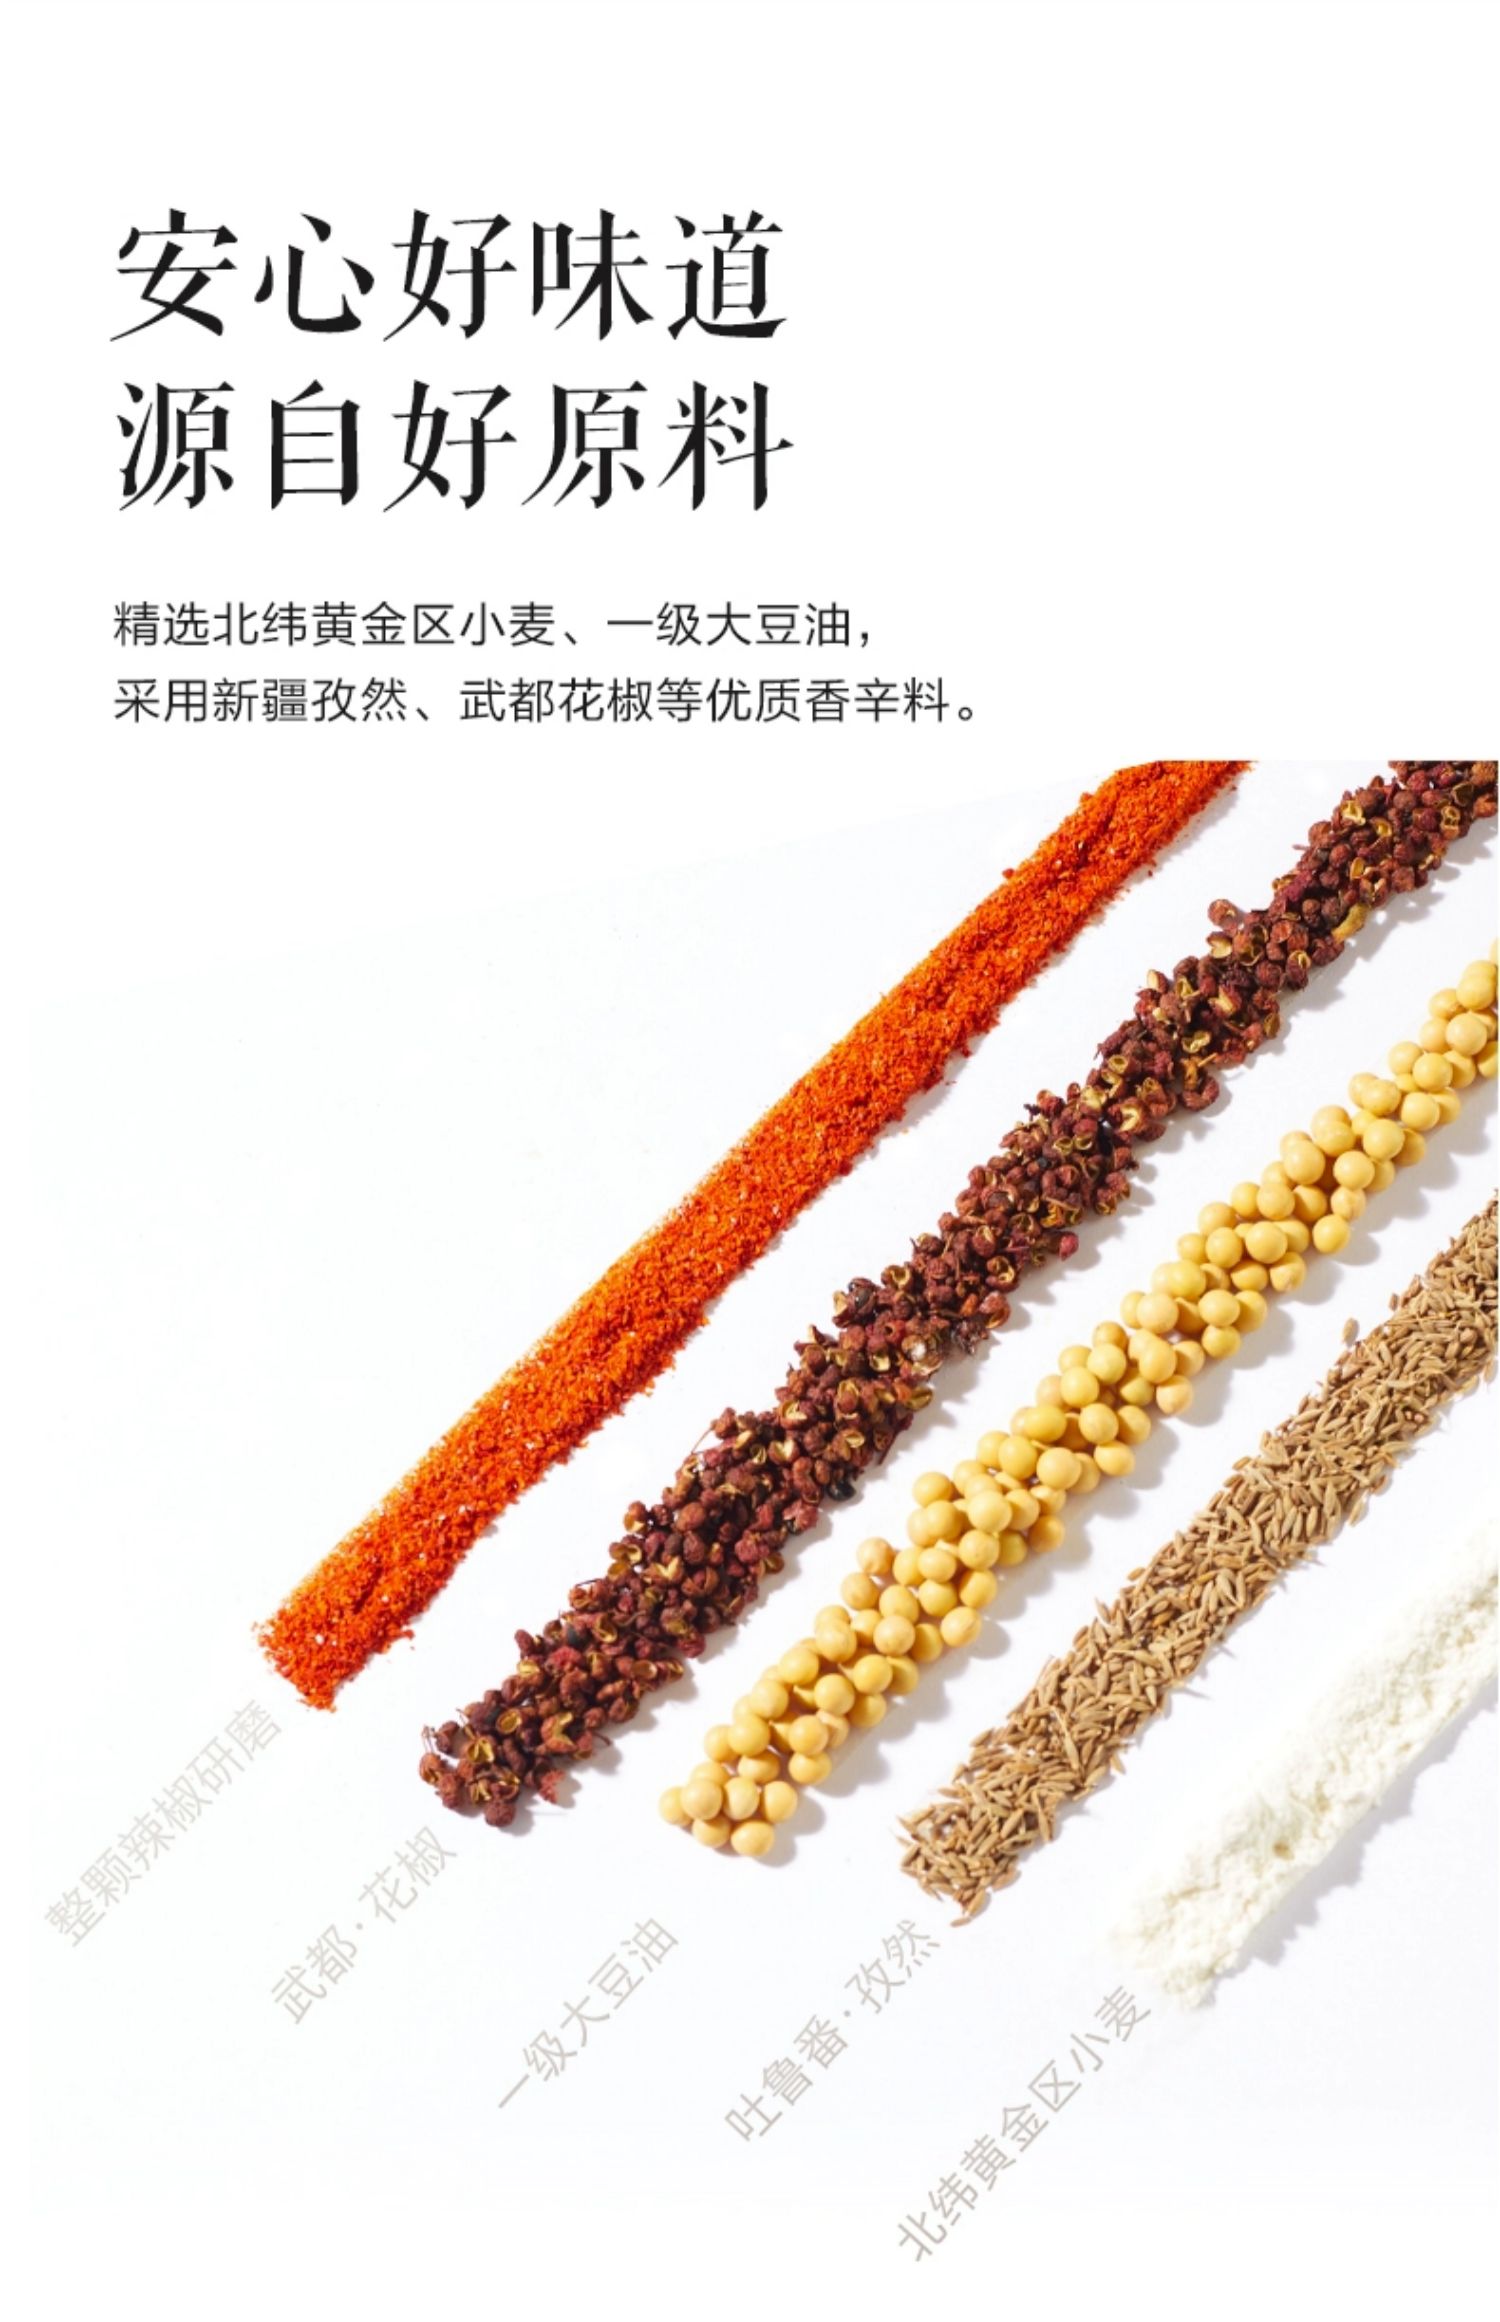 安心好味道
源自好原料
精选北纬黄金区小麦、一级大豆油，
采用新疆孜然、武都花椒等优质香辛料。
整颗辣椒研磨
武都·花椒
一级大豆油
吐鲁番·孜然
北纬黄金区小麦